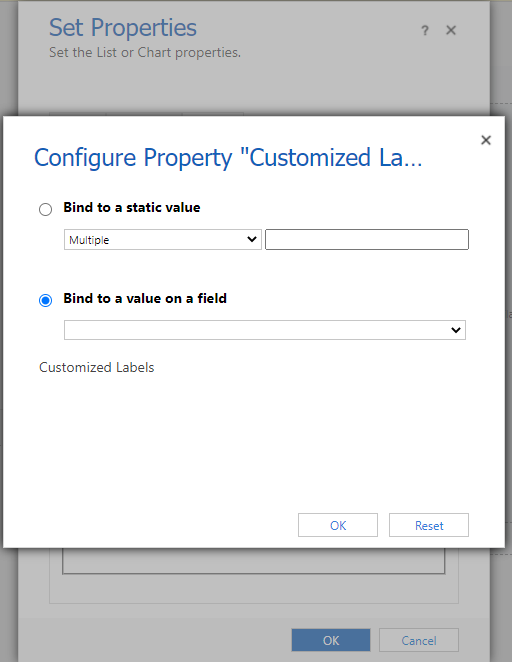 Set Properties
?
Set the List or Chart properties.
Configure Property "Customized La...
Bind to a static value
Multiple
Bind to a value on a field
Customized Labels
OK
Reset
OK
Cancel